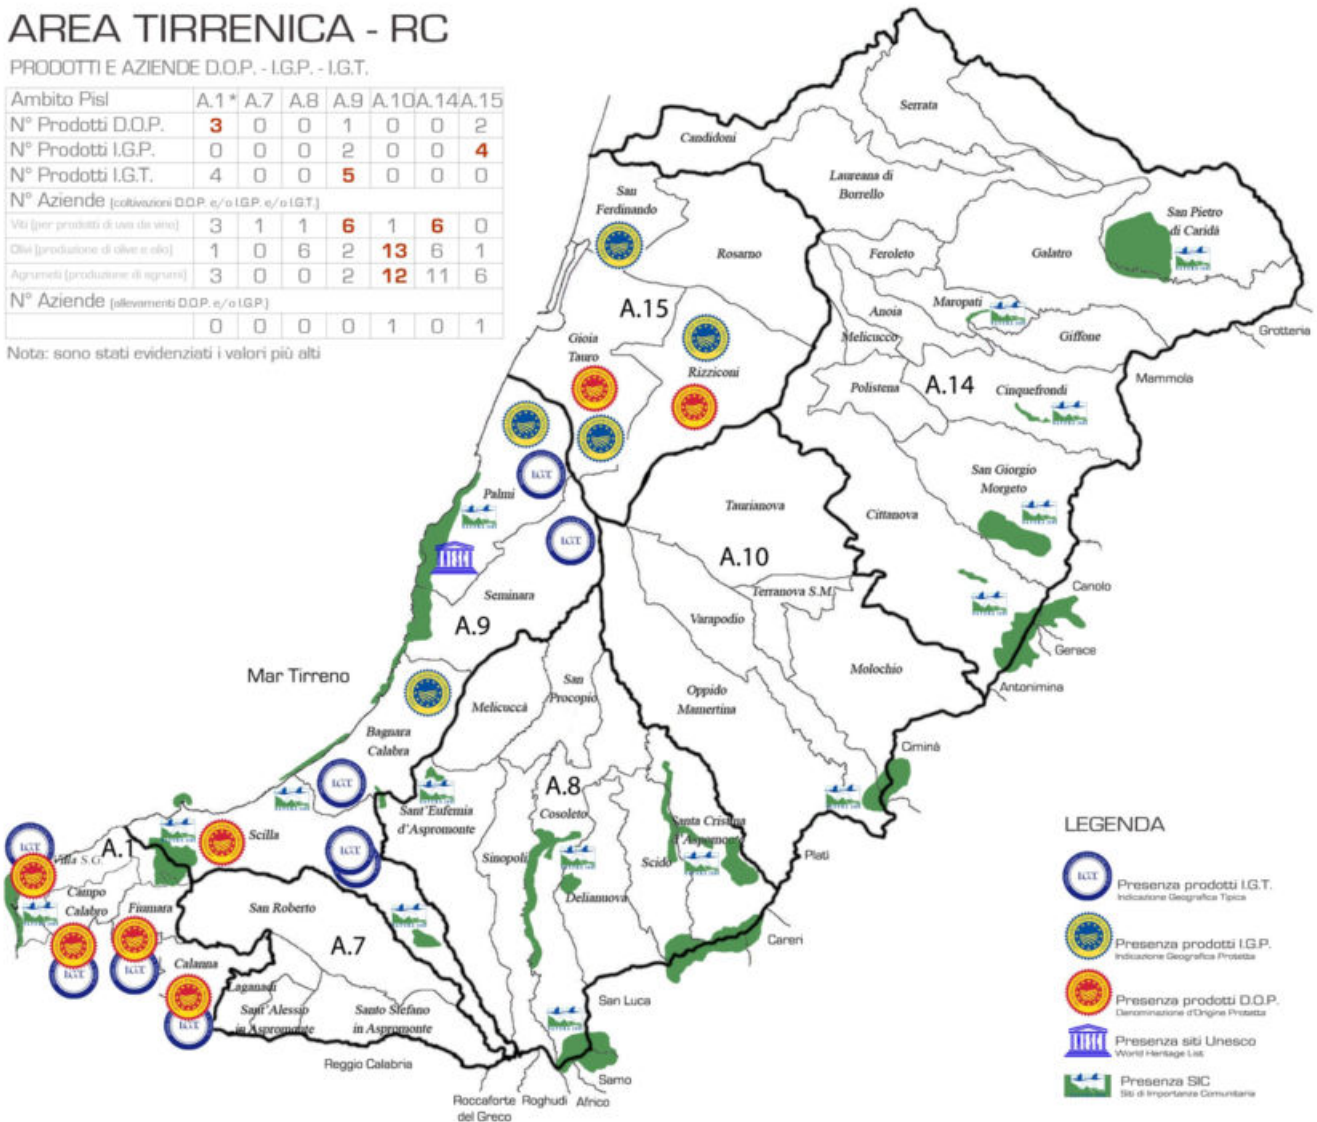 AREA TIRRENICA - RC
PRODOTTI E AZIENDE D.O.P. - I.G.P. - I.G.T.
Ambito Pisl A.1* A.7 A.8 A.9 A.10 A.14 A.15
N° Prodotti D.O.P. 3 0 0 1 0 0 2
N° Prodotti I.G.P. 0 0 0 2 0 0 4
N° Prodotti I.G.T. 4 0 0 5 0 0 0
N° Aziende (coltivazioni D.O.P. e/o I.G.P. e/o I.G.T.)
Viti (per prodotti di uva da vino) 3 1 1 6 1 6 0
Olivi (produzione di olive e olio) 1 0 6 2 13 6 1
Agrumeti (produzione di agrumi) 3 0 0 2 12 11 6
N° Aziende (allevamenti D.O.P. e/o I.G.P.)
0 0 0 0 1 0 1
Nota: sono stati evidenziati i valori più alti
Serrata
Candidoni
Laureana di
Borrello
San
Ferdinando
San Pietro
di Caridà
Rosarno
Feroleto
Galatro
A.15
Maropati
Anoia
Grotteria
Gioia
Tauro
Melicucco
Giffone
Rizziconi
Mammola
Polistena
A.14
Cinquefrondi
I.G.T.
Palmi
San Giorgio
Morgeto
Taurianova
Cittanova
I.G.T.
UNESCO
A.10
Canolo
Seminara
Terranova S.M.
A.9
Varapodio
Gerace
Mar Tirreno
Molochio
San
Procopio
Antonimina
Melicuccà
Oppido
Mamertina
Bagnara
Calabra
Ciminà
I.G.T.
A.8
Sant'Eufemia
d'Aspromonte
Cosoleto
Santa Cristina
d'Aspomonte
Scilla
I.G.T.
I.G.T.
A.1
Villa S.G.
Sinopoli
Scido
Platì
Campo
Calabro
Fiumara
San Roberto
Delianuova
A.7
Careri
I.G.T.
I.G.T.
Calanna
Laganadi
San Luca
Sant'Alessio
in Aspromonte
Santo Stefano
in Aspromonte
I.G.T.
Reggio Calabria
Samo
Roccaforte
del Greco
Roghudi
Africo
LEGENDA
I.G.T.
Presenza prodotti I.G.T.
Indicazione Geografica Tipica
Presenza prodotti I.G.P.
Indicazione Geografica Protetta
Presenza prodotti D.O.P.
Denominazione d'Origine Protetta
UNESCO
Presenza siti Unesco
World Heritage List
Presenza SIC
Siti di Importanza Comunitaria